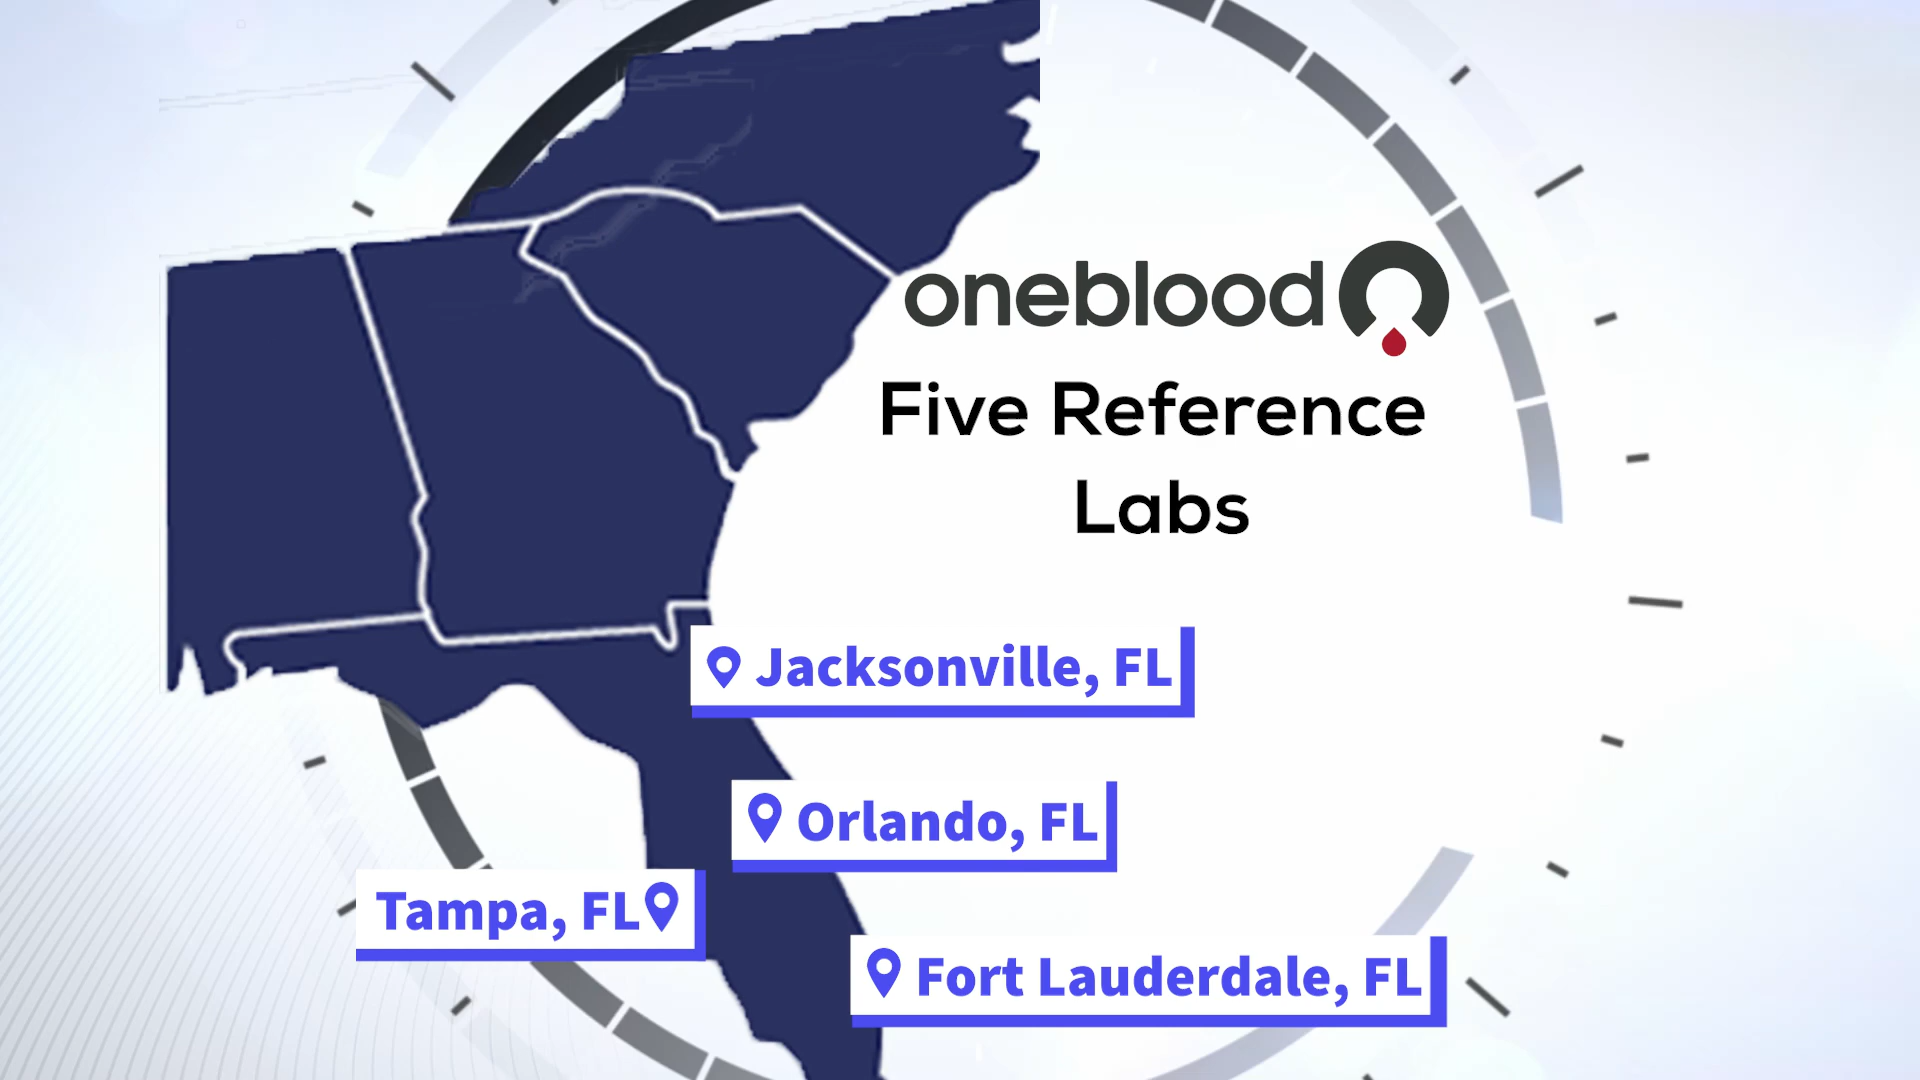 oneblood
Five Reference
Labs
Jacksonville, FL
Orlando, FL
Tampa, FL
Fort Lauderdale, FL